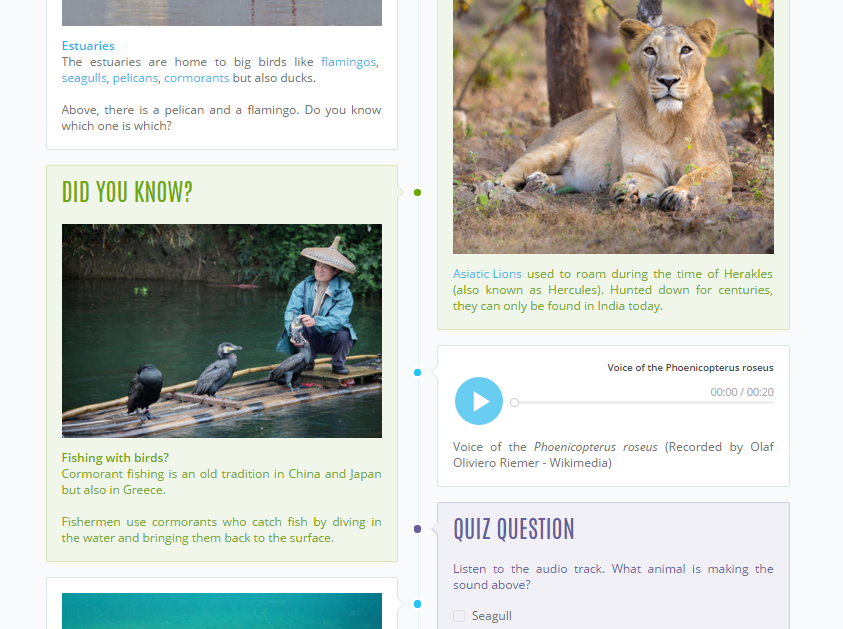 Estuaries
The estuaries are home to big birds like flamingos,
seagulls, pelicans, cormorants but also ducks.
Above, there is a pelican and a flamingo. Do you know
which one is which?
DID YOU KNOW?
Fishing with birds?
Cormorant fishing is an old tradition in China and Japan
but also in Greece.
Fishermen use cormorants who catch fish by diving in
the water and bringing them back to the surface.
Asiatic Lions used to roam during the time of Herakles
(also known as Hercules). Hunted down for centuries,
they can only be found in India today.
Voice of the Phoenicopterus roseus
00:00 / 00:20
Voice of the Phoenicopterus roseus (Recorded by Olaf
Oliviero Riemer - Wikimedia)
QUIZ QUESTION
Listen to the audio track. What animal is making the
sound above?
Seagull